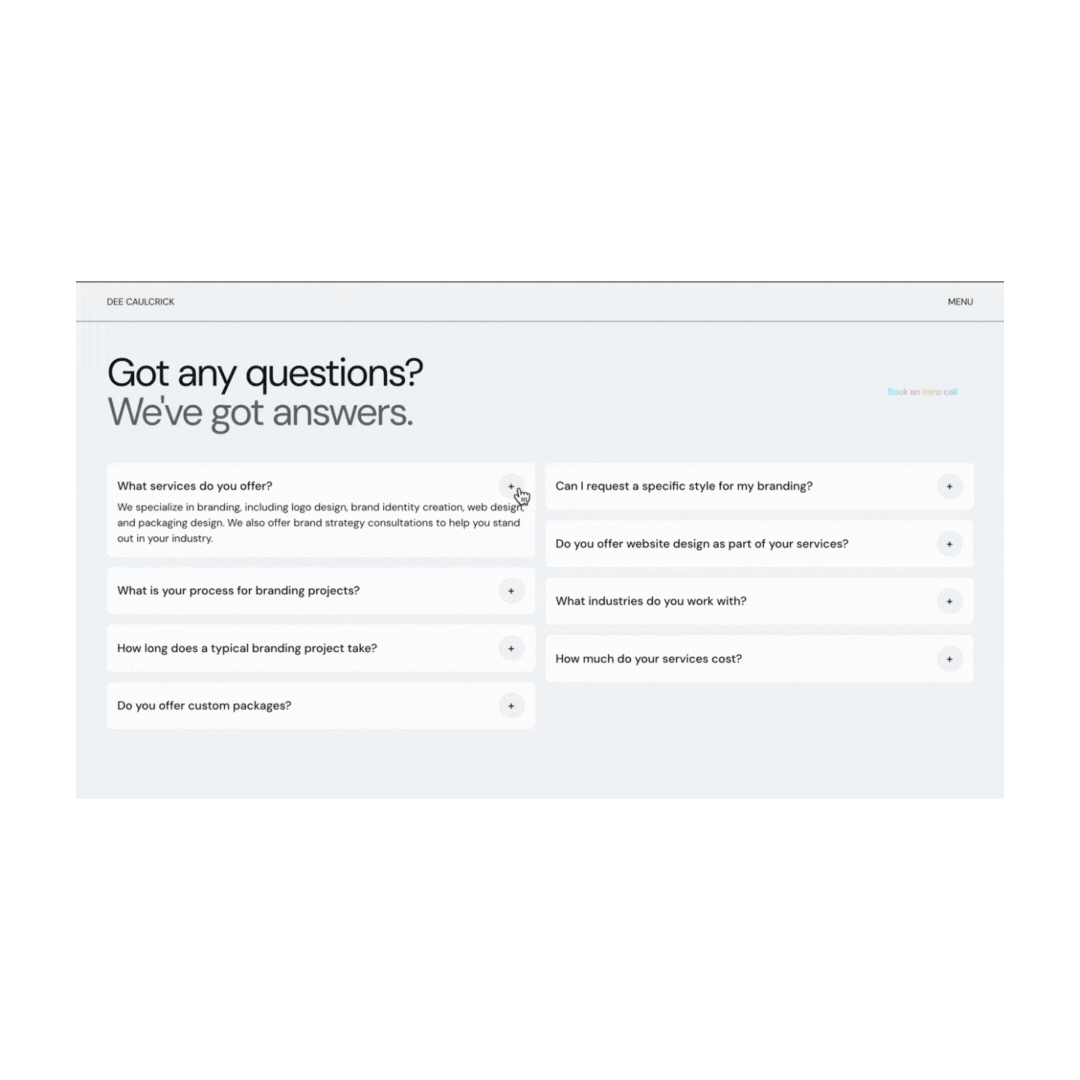 DEE CAULCRICK
MENU
Got any questions?
We've got answers.
Book an intro call
What services do you offer?
+
We specialize in branding, including logo design, brand identity creation, web design,
and packaging design. We also offer brand strategy consultations to help you stand
out in your industry.
What is your process for branding projects?
+
How long does a typical branding project take?
+
Do you offer custom packages?
+
Can I request a specific style for my branding?
+
Do you offer website design as part of your services?
+
What industries do you work with?
+
How much do your services cost?
+